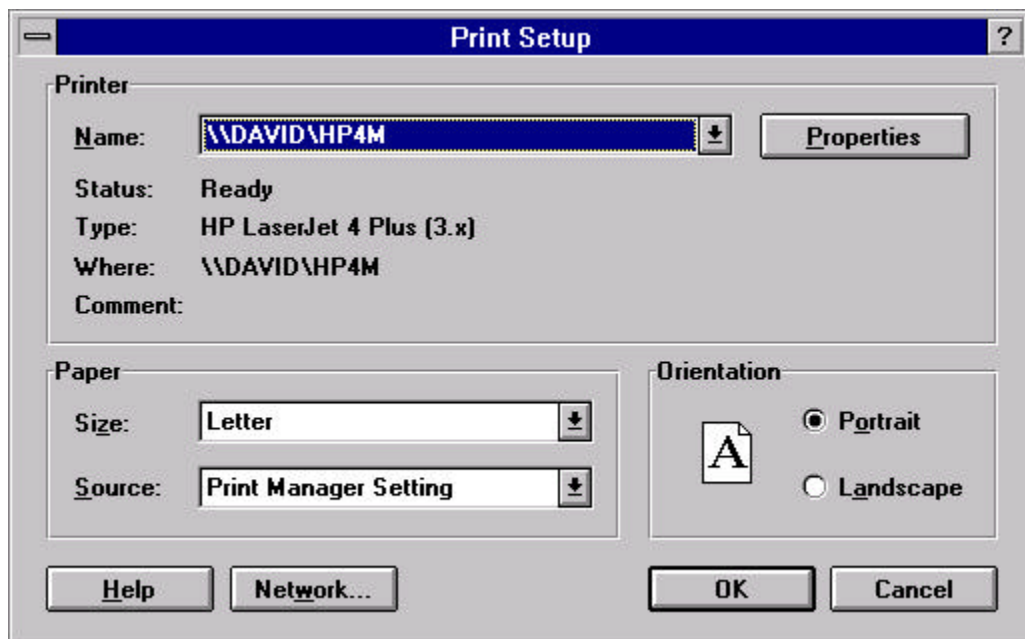 Print Setup ?
Printer
Name: \\DAVID\HP4M Properties
Status: Ready
Type: HP LaserJet 4 Plus (3.x)
Where: \\DAVID\HP4M
Comment:
Paper Orientation
Size: Letter Portrait
A
Source: Print Manager Setting Landscape
Help Network... OK Cancel